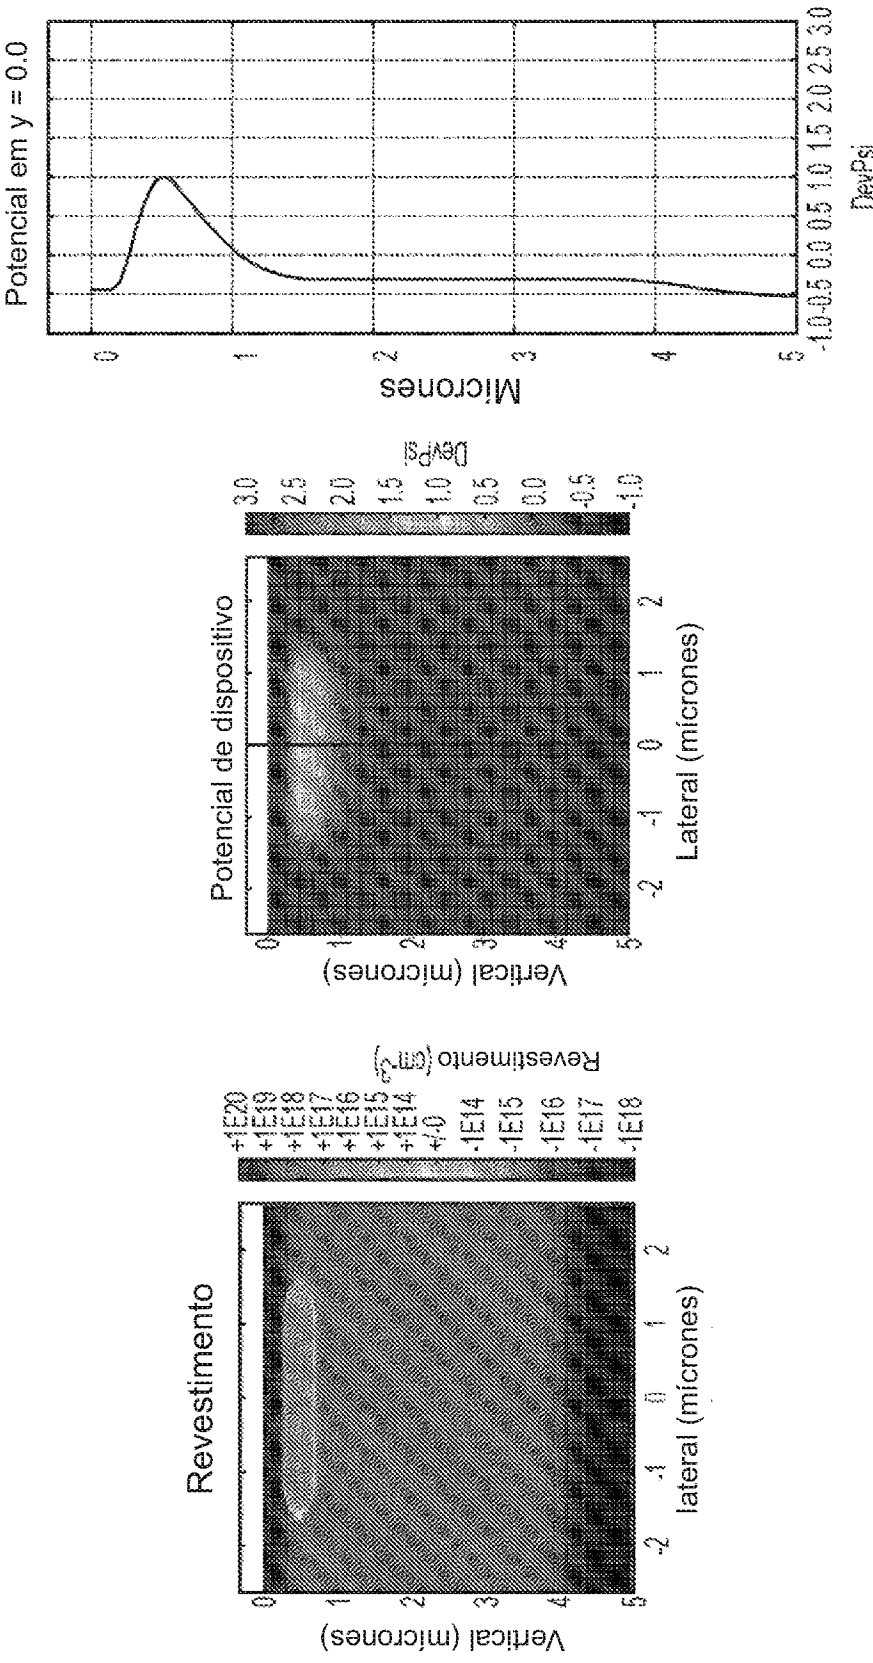 Potencial em y = 0.0
0
1
2
3
4
5
Mícrones
-1.0 -0.5 0.0 0.5 1.0 1.5 2.0 2.5 3.0
DevPsi
Potencial de dispositivo
0
1
2
3
4
5
Vertical (mícrones)
-2 -1 0 1 2
Lateral (mícrones)
3.0
2.5
2.0
1.5
1.0
0.5
0.0
-0.5
-1.0
DevPsi
Revestimento
0
1
2
3
4
5
Vertical (mícrones)
-2 -1 0 1 2
lateral (mícrones)
+1E20
+1E19
+1E18
+1E17
+1E16
+1E15
+1E14
+/-0
-1E14
-1E15
-1E16
-1E17
-1E18
Revestimento (cm-3)